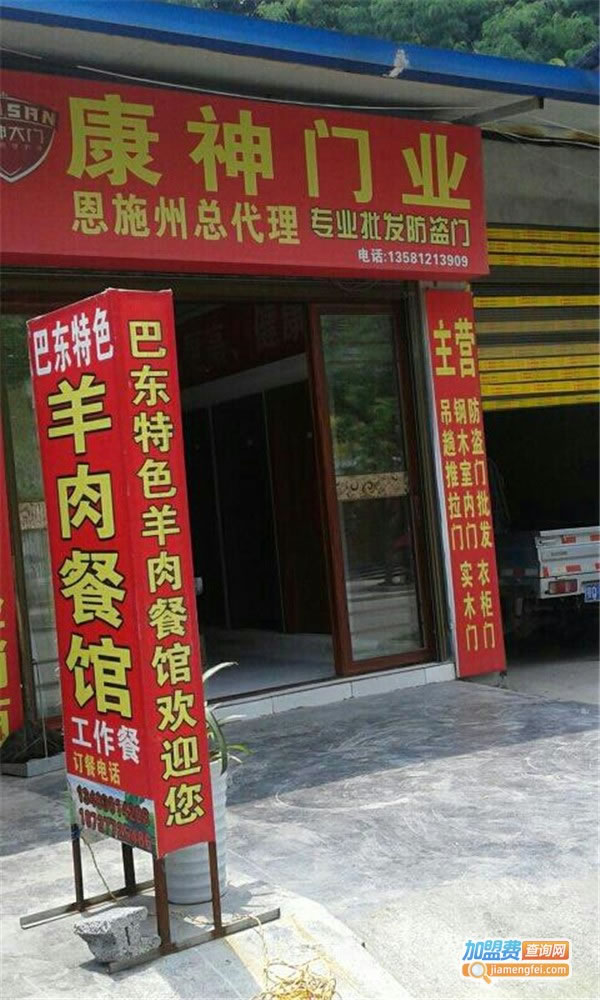 康神门业
恩施州总代理 专业批发防盗门
电话:13581213909
主营
防盗门批发 衣柜门
钢木室内门 实木门
吊趟推拉门
巴东特色
羊肉餐馆
工作餐
订餐电话
巴东特色羊肉餐馆欢迎您
加盟费查询网
jiamengfei.com